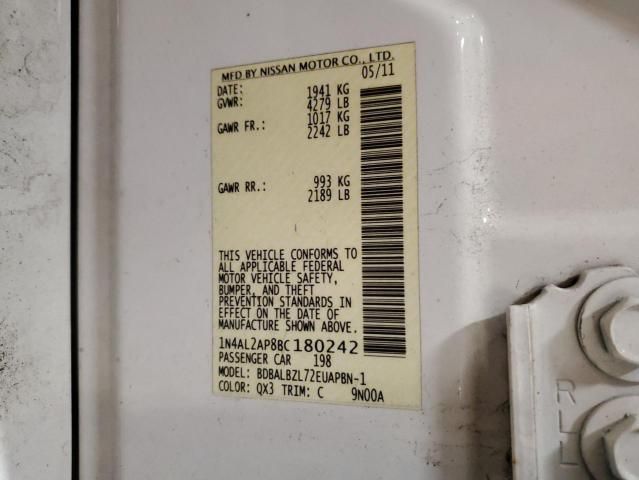 MFD BY NISSAN MOTOR CO., LTD.
DATE: 05/11
GVWR: 1941 KG
4279 LB
GAWR FR.: 1017 KG
2242 LB
GAWR RR.: 993 KG
2189 LB
THIS VEHICLE CONFORMS TO
ALL APPLICABLE FEDERAL
MOTOR VEHICLE SAFETY,
BUMPER, AND THEFT
PREVENTION STANDARDS IN
EFFECT ON THE DATE OF
MANUFACTURE SHOWN ABOVE.
1N4AL2AP8BC180242
PASSENGER CAR 198
MODEL: BDBALBZL72EUAPBN-1
COLOR: QX3 TRIM: C 9N00A
R
L
L